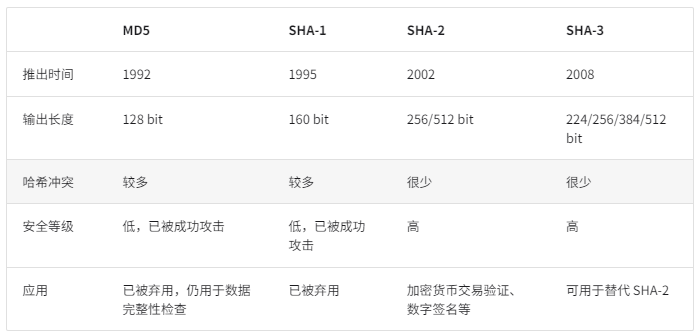 MD5 SHA-1 SHA-2 SHA-3
推出时间 1992 1995 2002 2008
输出长度 128 bit 160 bit 256/512 bit 224/256/384/512
bit
哈希冲突 较多 较多 很少 很少
安全等级 低，已被成功攻击 低，已被成功 高 高
攻击
应用 已被弃用，仍用于数据 已被弃用 加密货币交易验证、 可用于替代 SHA-2
完整性检查 数字签名等